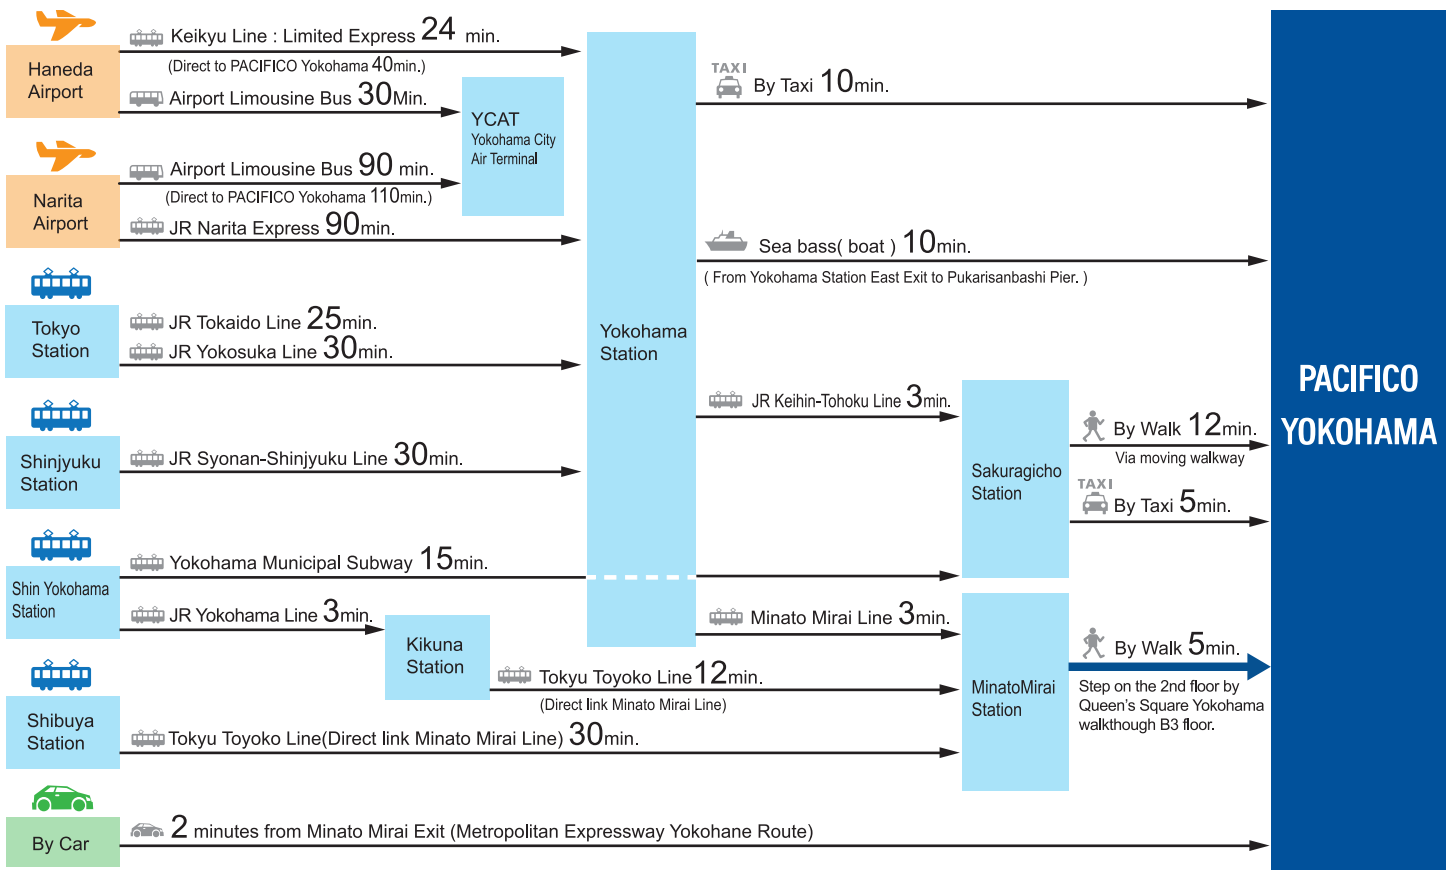 Haneda
Airport
Keikyu Line : Limited Express 24 min.
(Direct to PACIFICO Yokohama 40min.)
Airport Limousine Bus 30Min.
YCAT
Yokohama City
Air Terminal
Narita
Airport
Airport Limousine Bus 90 min.
(Direct to PACIFICO Yokohama 110min.)
JR Narita Express 90min.
Tokyo
Station
JR Tokaido Line 25min.
JR Yokosuka Line 30min.
Shinjyuku
Station
JR Syonan-Shinjyuku Line 30min.
Shin Yokohama
Station
Yokohama Municipal Subway 15min.
JR Yokohama Line 3min.
Kikuna
Station
Tokyu Toyoko Line 12min.
(Direct link Minato Mirai Line)
Shibuya
Station
Tokyu Toyoko Line(Direct link Minato Mirai Line) 30min.
By Car
2 minutes from Minato Mirai Exit (Metropolitan Expressway Yokohane Route)
Yokohama
Station
TAXI
By Taxi 10min.
Sea bass( boat ) 10min.
( From Yokohama Station East Exit to Pukarisanbashi Pier. )
JR Keihin-Tohoku Line 3min.
Sakuragicho
Station
By Walk 12min.
Via moving walkway
TAXI
By Taxi 5min.
Minato Mirai Line 3min.
MinatoMirai
Station
By Walk 5min.
Step on the 2nd floor by
Queen's Square Yokohama
walkthough B3 floor.
PACIFICO
YOKOHAMA